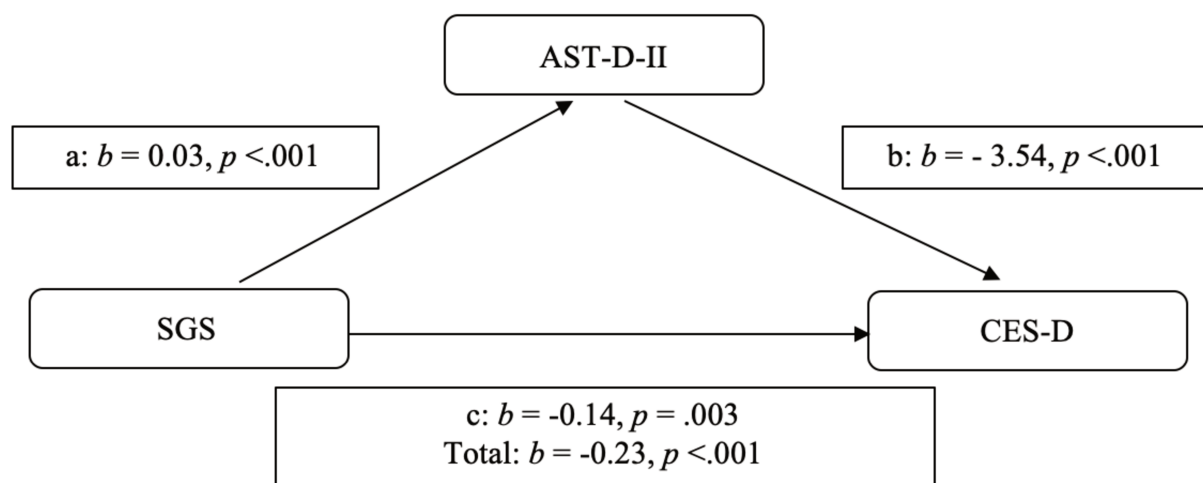 AST-D-II
a: b = 0.03, p <.001
b: b = - 3.54, p <.001
SGS
CES-D
c: b = -0.14, p = .003
Total: b = -0.23, p <.001